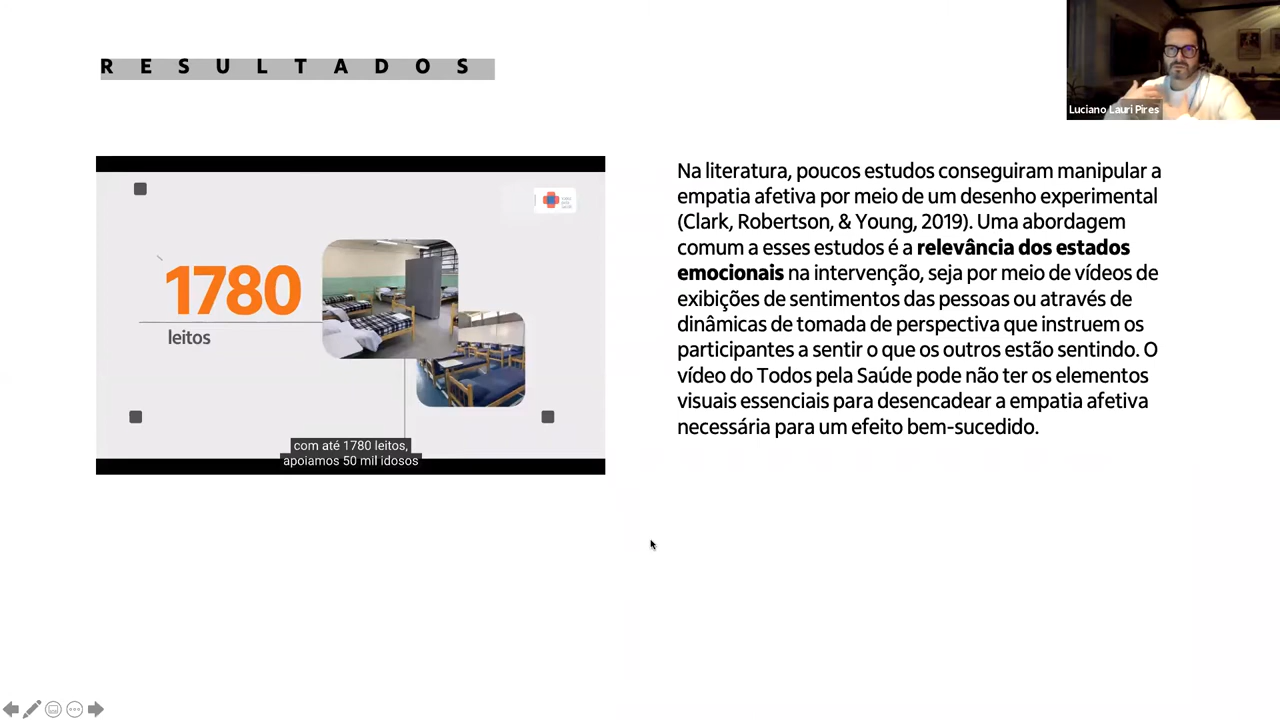 RESULTADOS
Luciano Lauri Pires
1780
leitos
com até 1780 leitos,
apoiamos 50 mil idosos
Na literatura, poucos estudos conseguiram manipular a
empatia afetiva por meio de um desenho experimental
(Clark, Robertson, & Young, 2019). Uma abordagem
comum a esses estudos é a relevância dos estados
emocionais na intervenção, seja por meio de vídeos de
exibições de sentimentos das pessoas ou através de
dinâmicas de tomada de perspectiva que instruem os
participantes a sentir o que os outros estão sentindo. O
vídeo do Todos pela Saúde pode não ter os elementos
visuais essenciais para desencadear a empatia afetiva
necessária para um efeito bem-sucedido.